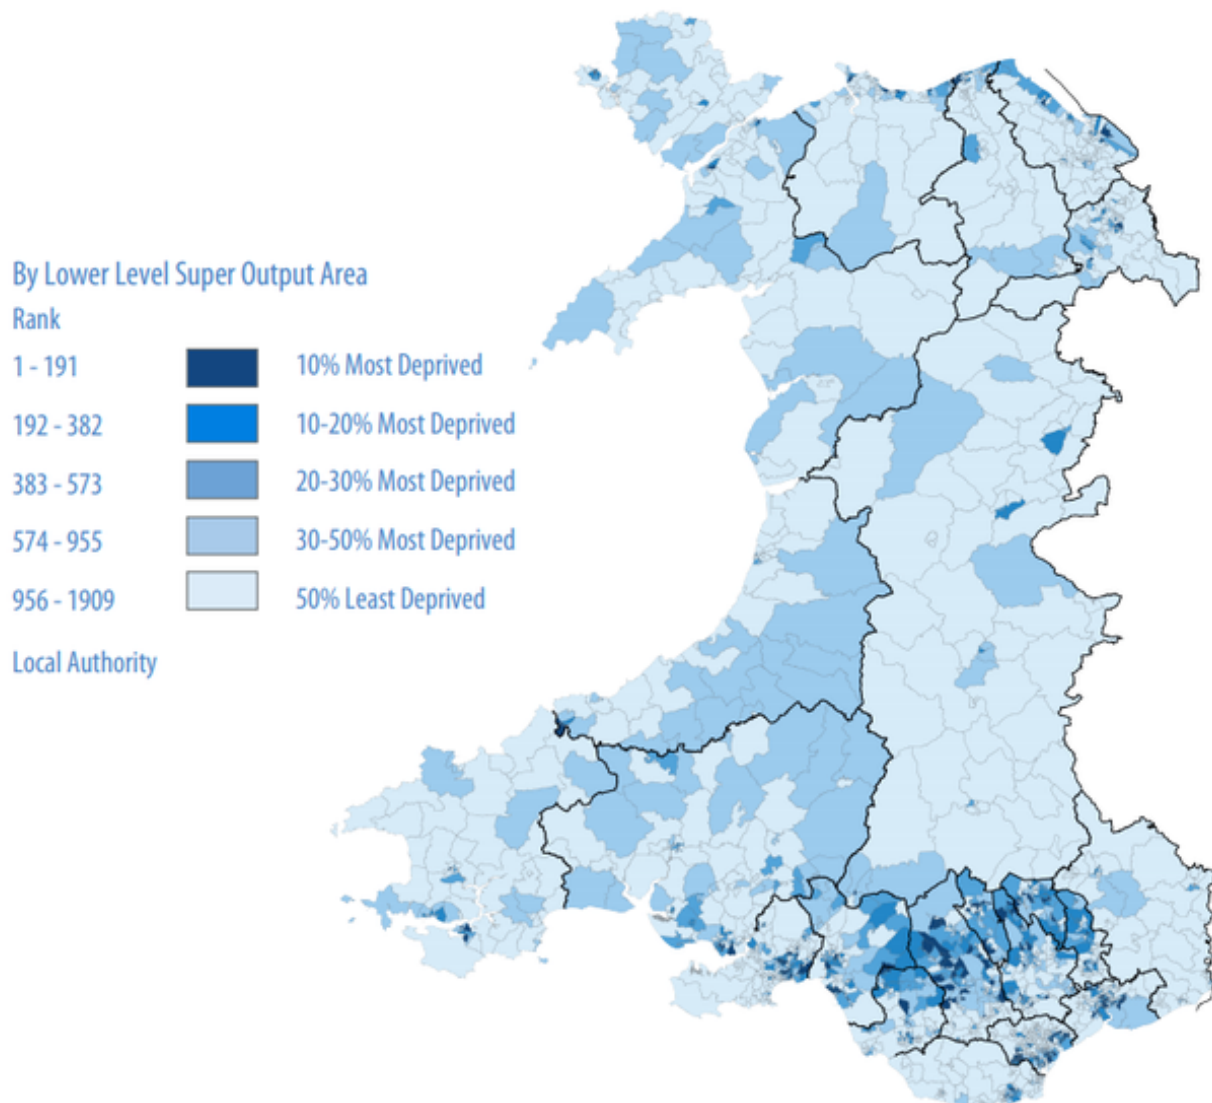 By Lower Level Super Output Area
Rank
1 - 191 10% Most Deprived
192 - 382 10-20% Most Deprived
383 - 573 20-30% Most Deprived
574 - 955 30-50% Most Deprived
956 - 1909 50% Least Deprived
Local Authority